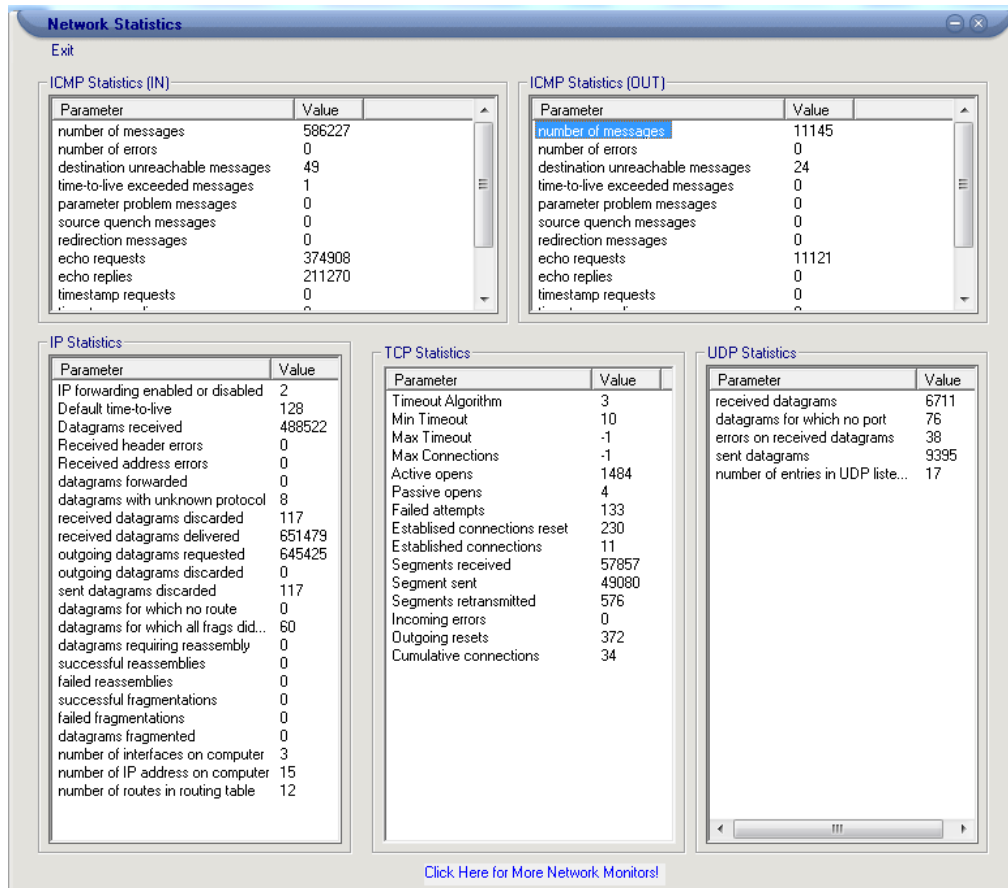 Network Statistics
Exit
ICMP Statistics (IN)
Parameter Value
number of messages 586227
number of errors 0
destination unreachable messages 49
time-to-live exceeded messages 1
parameter problem messages 0
source quench messages 0
redirection messages 0
echo requests 374908
echo replies 211270
timestamp requests 0
ICMP Statistics (OUT)
Parameter Value
number of messages 11145
number of errors 0
destination unreachable messages 24
time-to-live exceeded messages 0
parameter problem messages 0
source quench messages 0
redirection messages 0
echo requests 11121
echo replies 0
timestamp requests 0
IP Statistics
Parameter Value
IP forwarding enabled or disabled 2
Default time-to-live 128
Datagrams received 488522
Received header errors 0
Received address errors 0
datagrams forwarded 0
datagrams with unknown protocol 8
received datagrams discarded 117
received datagrams delivered 651479
outgoing datagrams requested 645425
outgoing datagrams discarded 0
sent datagrams discarded 117
datagrams for which no route 0
datagrams for which all frags did... 60
datagrams requiring reassembly 0
successful reassemblies 0
failed reassemblies 0
successful fragmentations 0
failed fragmentations 0
datagrams fragmented 0
number of interfaces on computer 3
number of IP address on computer 15
number of routes in routing table 12
TCP Statistics
Parameter Value
Timeout Algorithm 3
Min Timeout 10
Max Timeout -1
Max Connections -1
Active opens 1484
Passive opens 4
Failed attempts 133
Establised connections reset 230
Established connections 11
Segments received 57857
Segment sent 49080
Segments retransmitted 576
Incoming errors 0
Outgoing resets 372
Cumulative connections 34
UDP Statistics
Parameter Value
received datagrams 6711
datagrams for which no port 76
errors on received datagrams 38
sent datagrams 9395
number of entries in UDP liste... 17
Click Here for More Network Monitors!